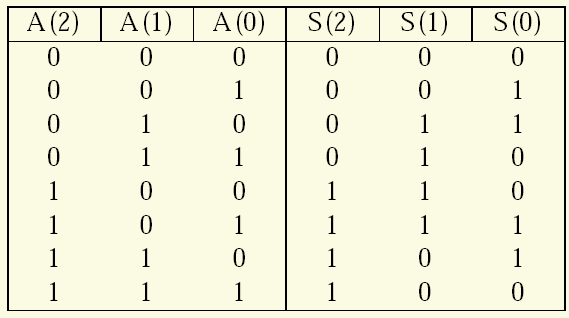 A(2) A(1) A(0) S(2) S(1) S(0)
0 0 0 0 0 0
0 0 1 0 0 1
0 1 0 0 1 1
0 1 1 0 1 0
1 0 0 1 1 0
1 0 1 1 1 1
1 1 0 1 0 1
1 1 1 1 0 0